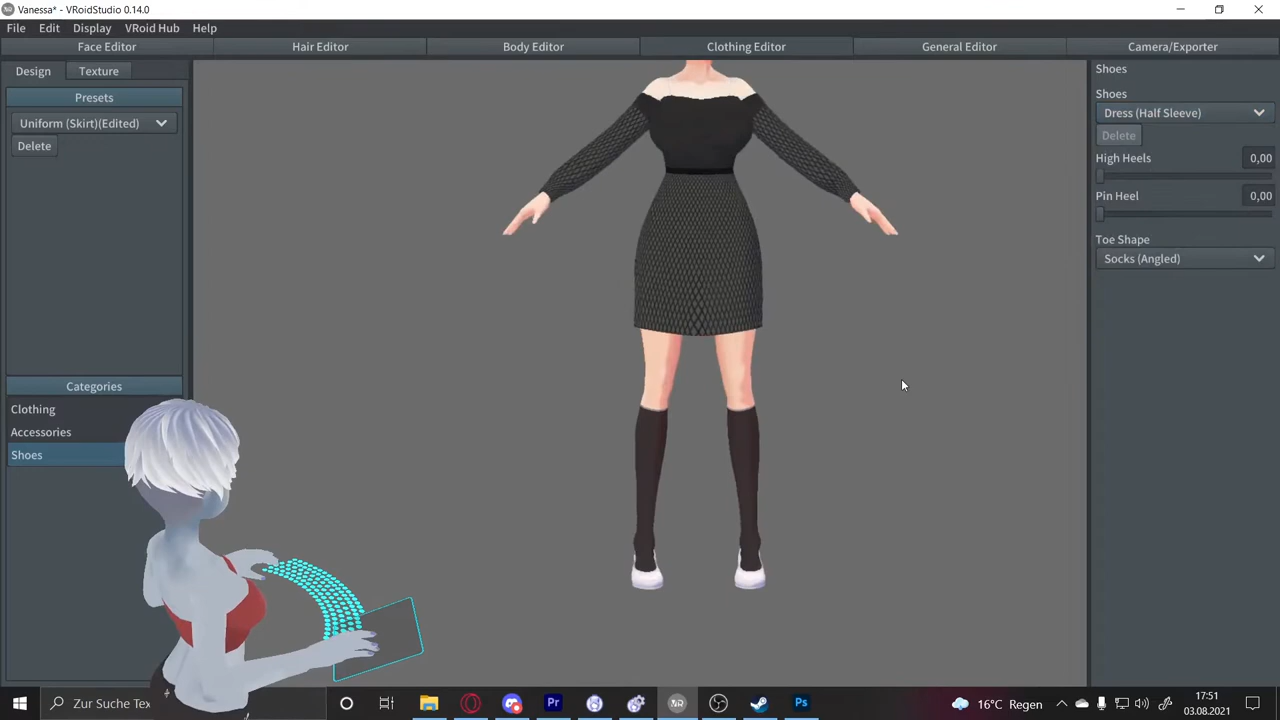 Vanessa* - VRoidStudio 0.14.0
File Edit Display VRoid Hub Help
Face Editor Hair Editor Body Editor Clothing Editor General Editor Camera/Exporter
Design Texture
Presets
Uniform (Skirt)(Edited)
Delete
Categories
Clothing
Accessories
Shoes
Shoes
Shoes
Dress (Half Sleeve)
Delete
High Heels 0,00
Pin Heel 0,00
Toe Shape
Socks (Angled)
Zur Suche Tex
Pr
Ps
16°C Regen
17:51
03.08.2021